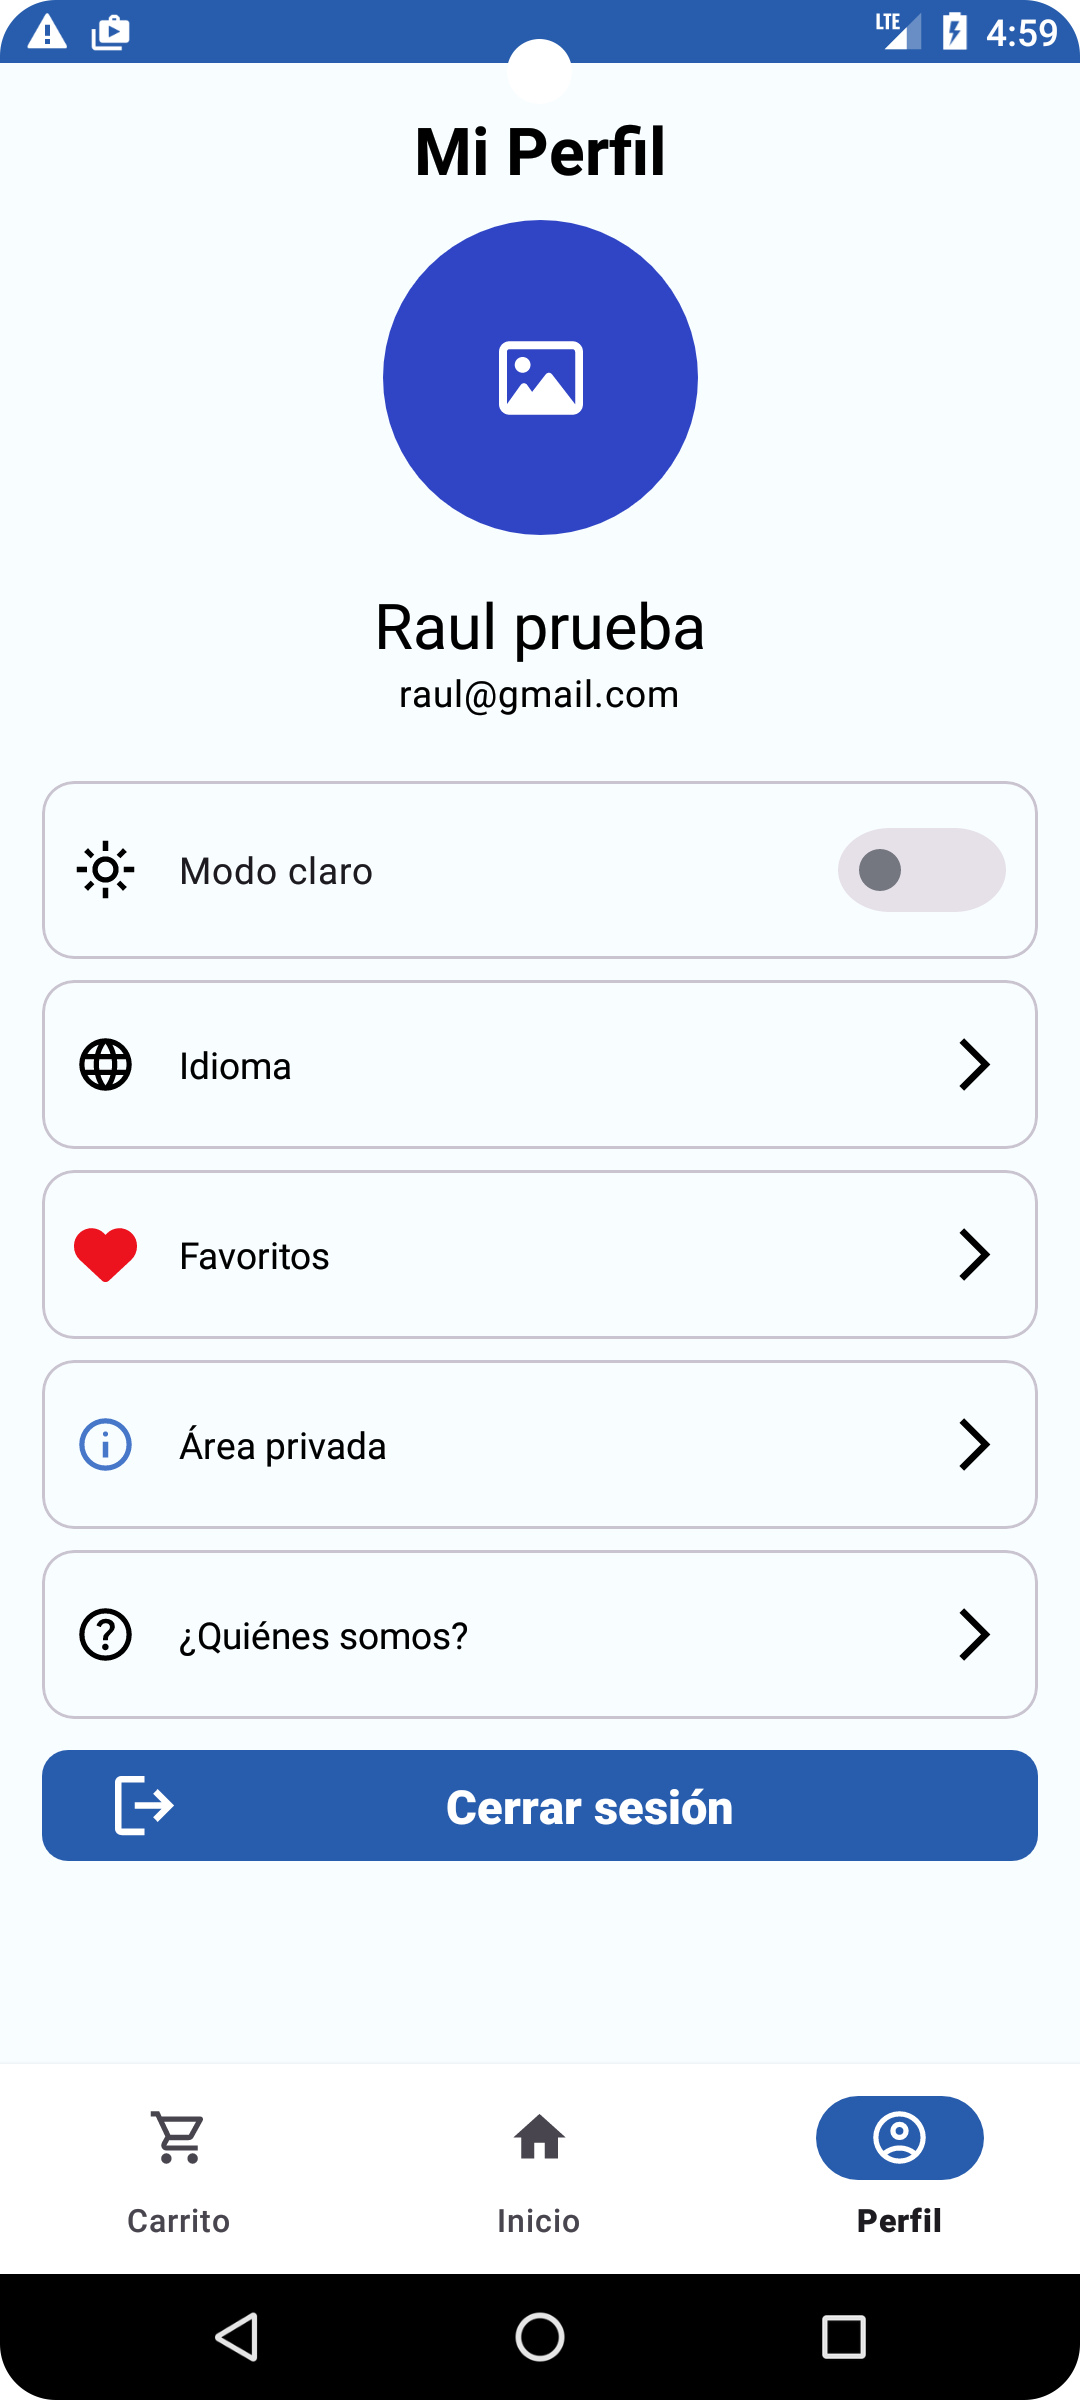 LTE 4:59
Mi Perfil
Raul prueba
raul@gmail.com
Modo claro
Idioma
Favoritos
Área privada
¿Quiénes somos?
Cerrar sesión
Carrito Inicio Perfil